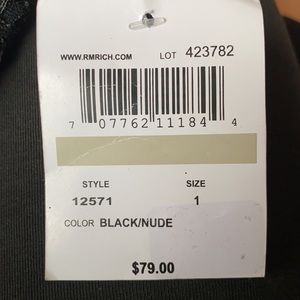 WWW.RMRICH.COM LOT 423782
7 07762 11184 4
STYLE SIZE
12571 1
COLOR BLACK/NUDE
$79.00